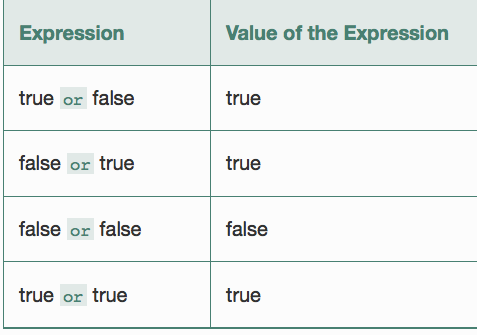 Expression Value of the Expression
true or false true
false or true true
false or false false
true or true true